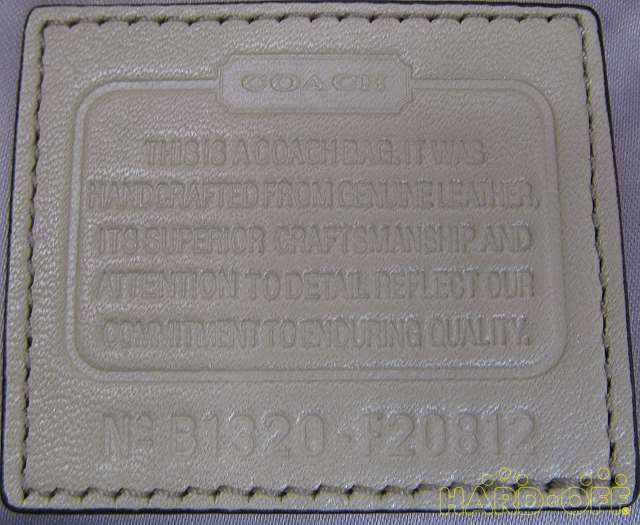 COACH
THIS IS A COACH BAG. IT WAS
HANDCRAFTED FROM GENUINE LEATHER,
ITS SUPERIOR CRAFTSMANSHIP AND
ATTENTION TO DETAIL REFLECT OUR
COMMITMENT TO ENDURING QUALITY.
Nº B1320-F20812
HARD·OFF